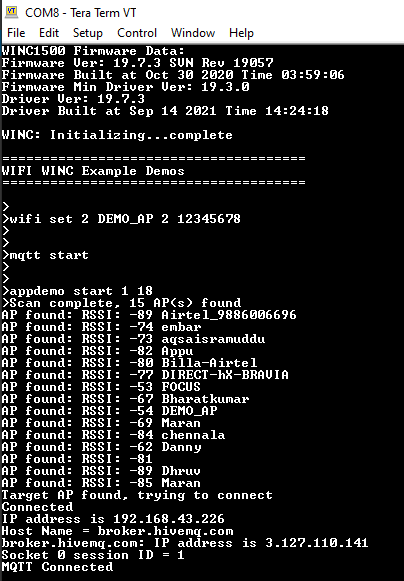 COM8 - Tera Term VT
File Edit Setup Control Window Help
WINC1500 Firmware Data:
Firmware Ver: 19.7.3 SVN Rev 19057
Firmware Built at Oct 30 2020 Time 03:59:06
Firmware Min Driver Ver: 19.3.0
Driver Ver: 19.7.3
Driver Built at Sep 14 2021 Time 14:24:18
WINC: Initializing...complete
=====================================
WIFI WINC Example Demos
=====================================
>
>wifi set 2 DEMO_AP 2 12345678
>
>
>mqtt start
>
>
>appdemo start 1 18
>Scan complete, 15 AP(s) found
AP found: RSSI: -89 Airtel_9886006696
AP found: RSSI: -74 embar
AP found: RSSI: -73 aqsaisramuddu
AP found: RSSI: -82 Appu
AP found: RSSI: -80 Billa-Airtel
AP found: RSSI: -77 DIRECT-hX-BRAVIA
AP found: RSSI: -53 FOCUS
AP found: RSSI: -67 Bharatkumar
AP found: RSSI: -54 DEMO_AP
AP found: RSSI: -69 Maran
AP found: RSSI: -84 chennala
AP found: RSSI: -62 Danny
AP found: RSSI: -81
AP found: RSSI: -89 Dhruv
AP found: RSSI: -85 Maran
Target AP found, trying to connect
Connected
IP address is 192.168.43.226
Host Name = broker.hivemq.com
broker.hivemq.com: IP address is 3.127.110.141
Socket 0 session ID = 1
MQTT Connected